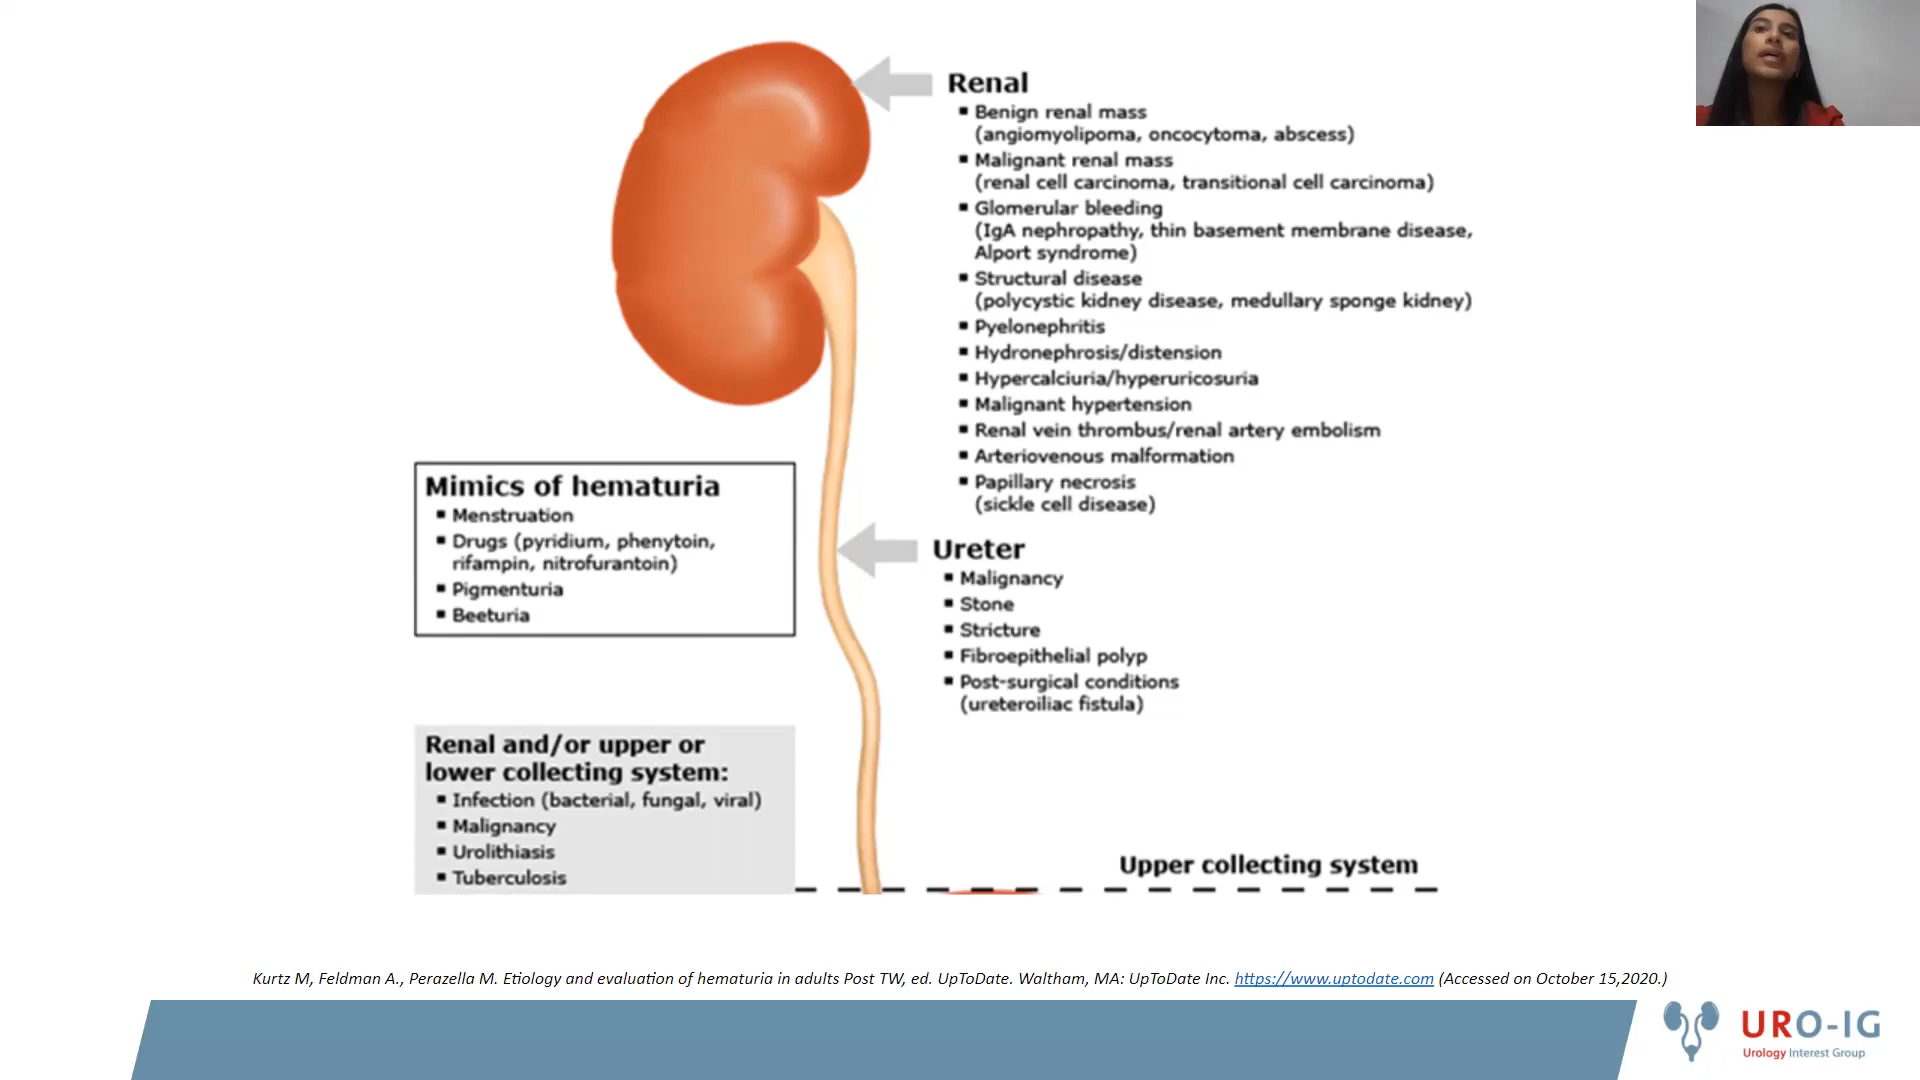 Renal
▪ Benign renal mass
(angiomyolipoma, oncocytoma, abscess)
▪ Malignant renal mass
(renal cell carcinoma, transitional cell carcinoma)
▪ Glomerular bleeding
(IgA nephropathy, thin basement membrane disease,
Alport syndrome)
▪ Structural disease
(polycystic kidney disease, medullary sponge kidney)
▪ Pyelonephritis
▪ Hydronephrosis/distension
▪ Hypercalciuria/hyperuricosuria
▪ Malignant hypertension
▪ Renal vein thrombus/renal artery embolism
▪ Arteriovenous malformation
▪ Papillary necrosis
(sickle cell disease)
Mimics of hematuria
▪ Menstruation
▪ Drugs (pyridium, phenytoin,
rifampin, nitrofurantoin)
▪ Pigmenturia
▪ Beeturia
Ureter
▪ Malignancy
▪ Stone
▪ Stricture
▪ Fibroepithelial polyp
▪ Post-surgical conditions
(ureteroiliac fistula)
Renal and/or upper or
lower collecting system:
▪ Infection (bacterial, fungal, viral)
▪ Malignancy
▪ Urolithiasis
▪ Tuberculosis
Upper collecting system
Kurtz M, Feldman A., Perazella M. Etiology and evaluation of hematuria in adults Post TW, ed. UpToDate. Waltham, MA: UpToDate Inc. https://www.uptodate.com (Accessed on October 15,2020.)
URO-IG
Urology Interest Group